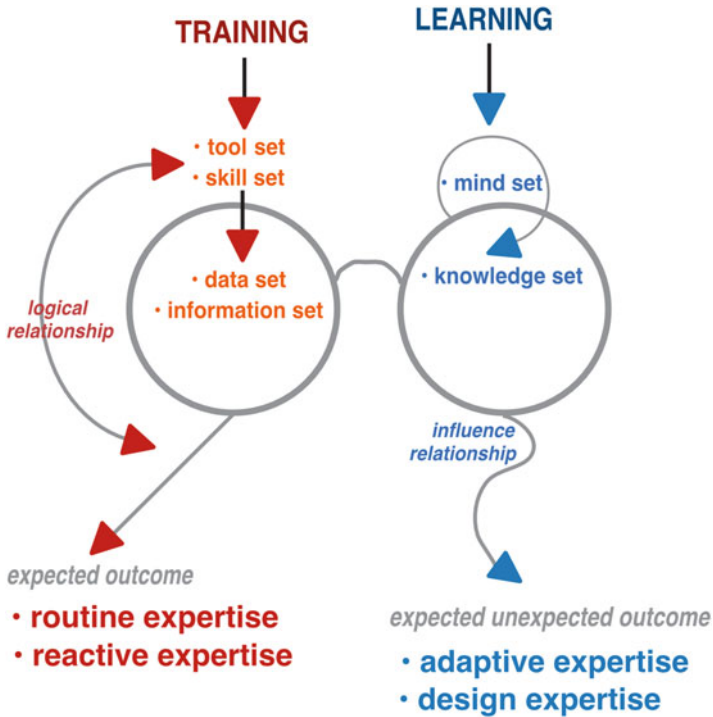 TRAINING
• tool set
• skill set
• data set
• information set
logical
relationship
expected outcome
• routine expertise
• reactive expertise
LEARNING
• mind set
• knowledge set
influence
relationship
expected unexpected outcome
• adaptive expertise
• design expertise